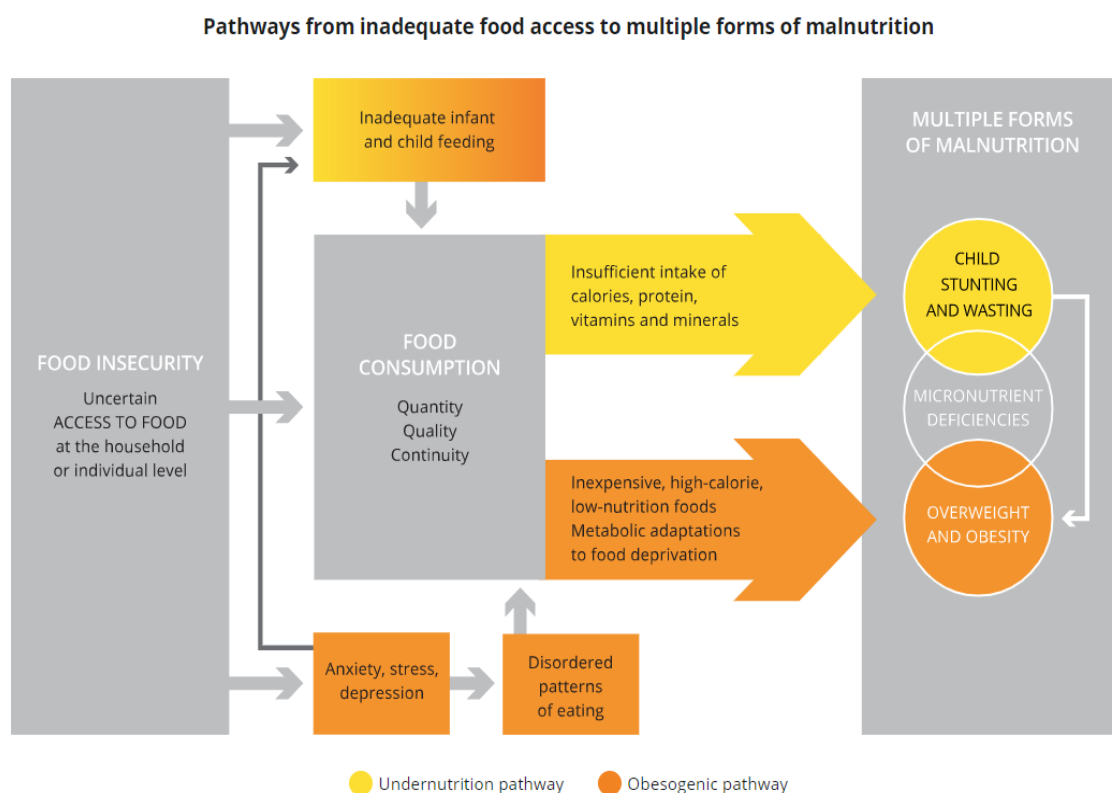 Pathways from inadequate food access to multiple forms of malnutrition
FOOD INSECURITY
Uncertain
ACCESS TO FOOD
at the household
or individual level
Inadequate infant
and child feeding
FOOD
CONSUMPTION
Quantity
Quality
Continuity
Anxiety, stress,
depression
Disordered
patterns
of eating
Insufficient intake of
calories, protein,
vitamins and minerals
Inexpensive, high-calorie,
low-nutrition foods
Metabolic adaptations
to food deprivation
MULTIPLE FORMS
OF MALNUTRITION
CHILD
STUNTING
AND WASTING
MICRONUTRIENT
DEFICIENCIES
OVERWEIGHT
AND OBESITY
Undernutrition pathway
Obesogenic pathway